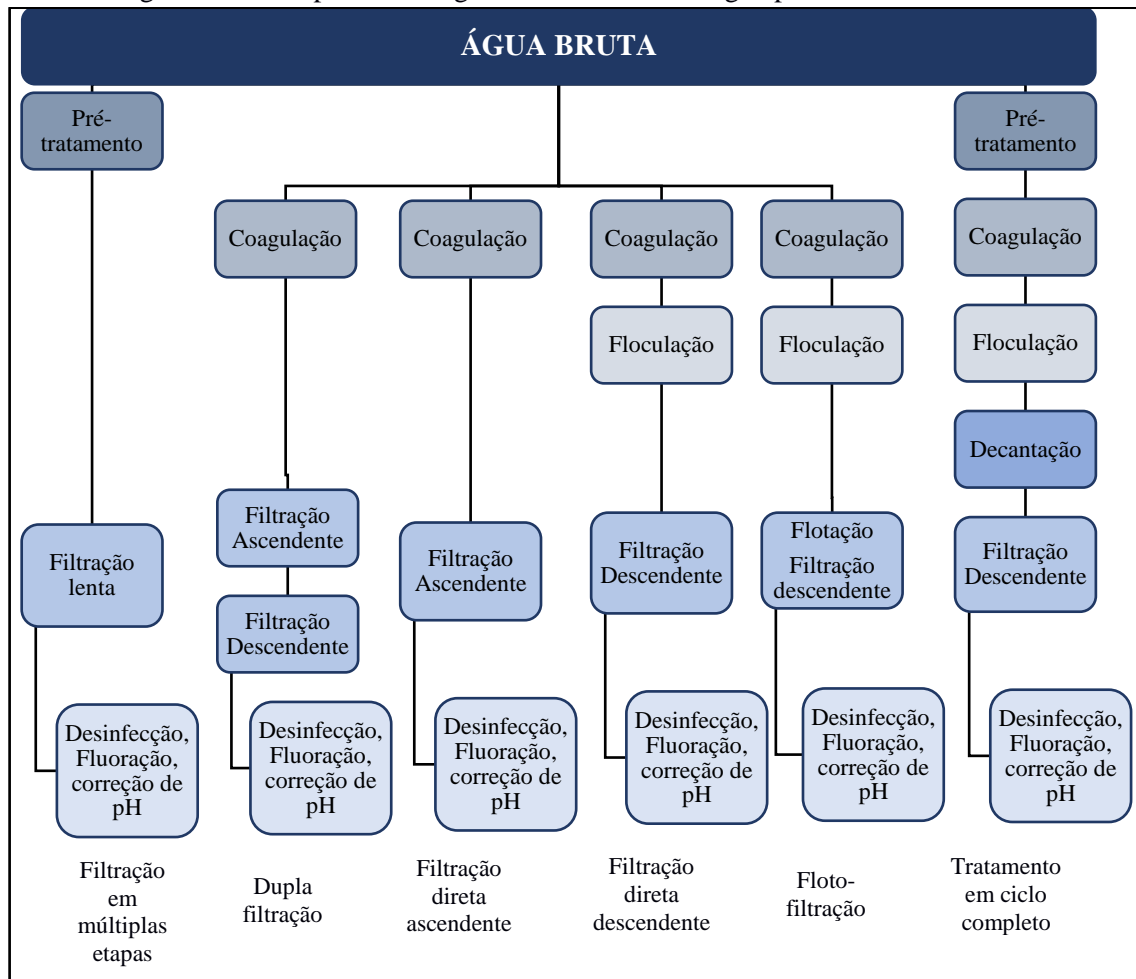 ÁGUA BRUTA
Pré-
tratamento
Filtração
lenta
Desinfecção,
Fluoração,
correção de
pH
Filtração
em
múltiplas
etapas
Coagulação
Filtração
Ascendente
Filtração
Descendente
Desinfecção,
Fluoração,
correção de
pH
Dupla
filtração
Coagulação
Filtração
Ascendente
Desinfecção,
Fluoração,
correção de
pH
Filtração
direta
ascendente
Coagulação
Floculação
Filtração
Descendente
Desinfecção,
Fluoração,
correção de
pH
Filtração
direta
descendente
Coagulação
Floculação
Flotação
Filtração
descendente
Desinfecção,
Fluoração,
correção de
pH
Floto-
filtração
Pré-
tratamento
Coagulação
Floculação
Decantação
Filtração
Descendente
Desinfecção,
Fluoração,
correção de
pH
Tratamento
em ciclo
completo